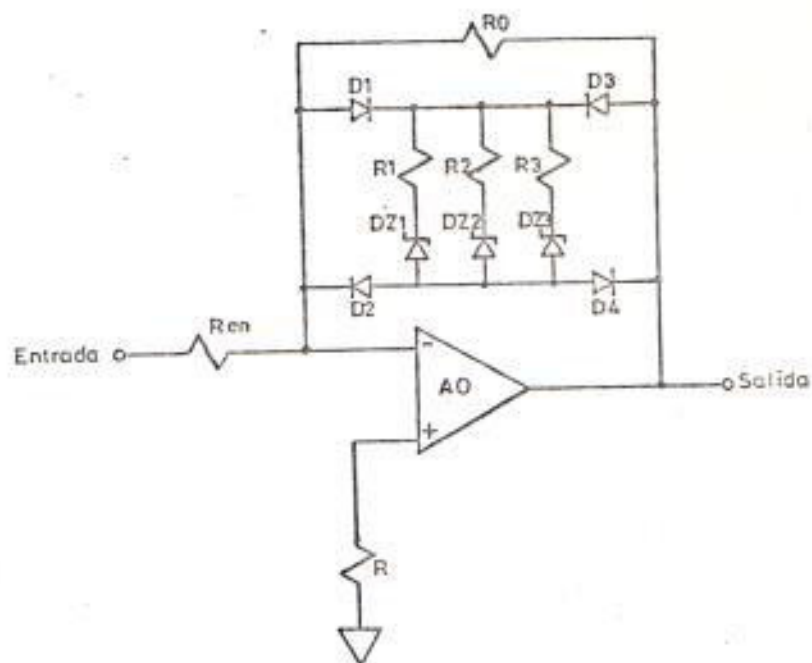 R0
D1
D3
R1
R2
R3
DZ1
DZ2
DZ3
D2
D4
Ren
Entrada
-
AO
+
Salida
R